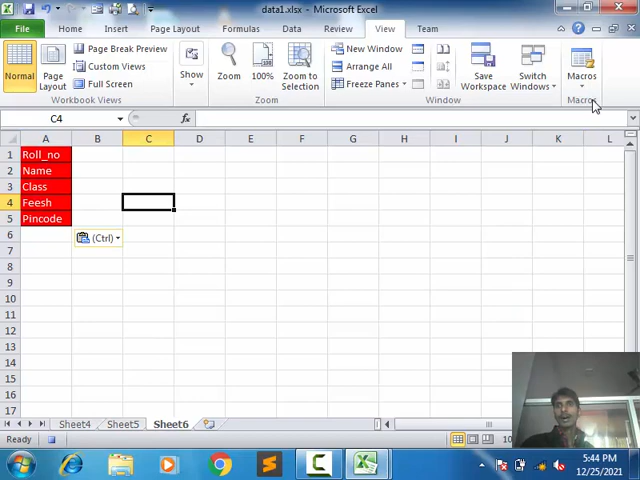 data1.xlsx - Microsoft Excel
File Home Insert Page Layout Formulas Data Review View Team
Normal
Page Layout
Page Break Preview
Custom Views
Full Screen
Workbook Views
Show
Zoom
100%
Zoom to Selection
Zoom
New Window
Arrange All
Freeze Panes
Save Workspace
Switch Windows
Window
Macros
Macros
C4
fx
A B C D E F G H I J K L
1 Roll_no
2 Name
3 Class
4 Feesh
5 Pincode
6 (Ctrl)
7
8
9
10
11
12
13
14
15
16
17
Sheet4 Sheet5 Sheet6
Ready
5:44 PM
12/25/2021